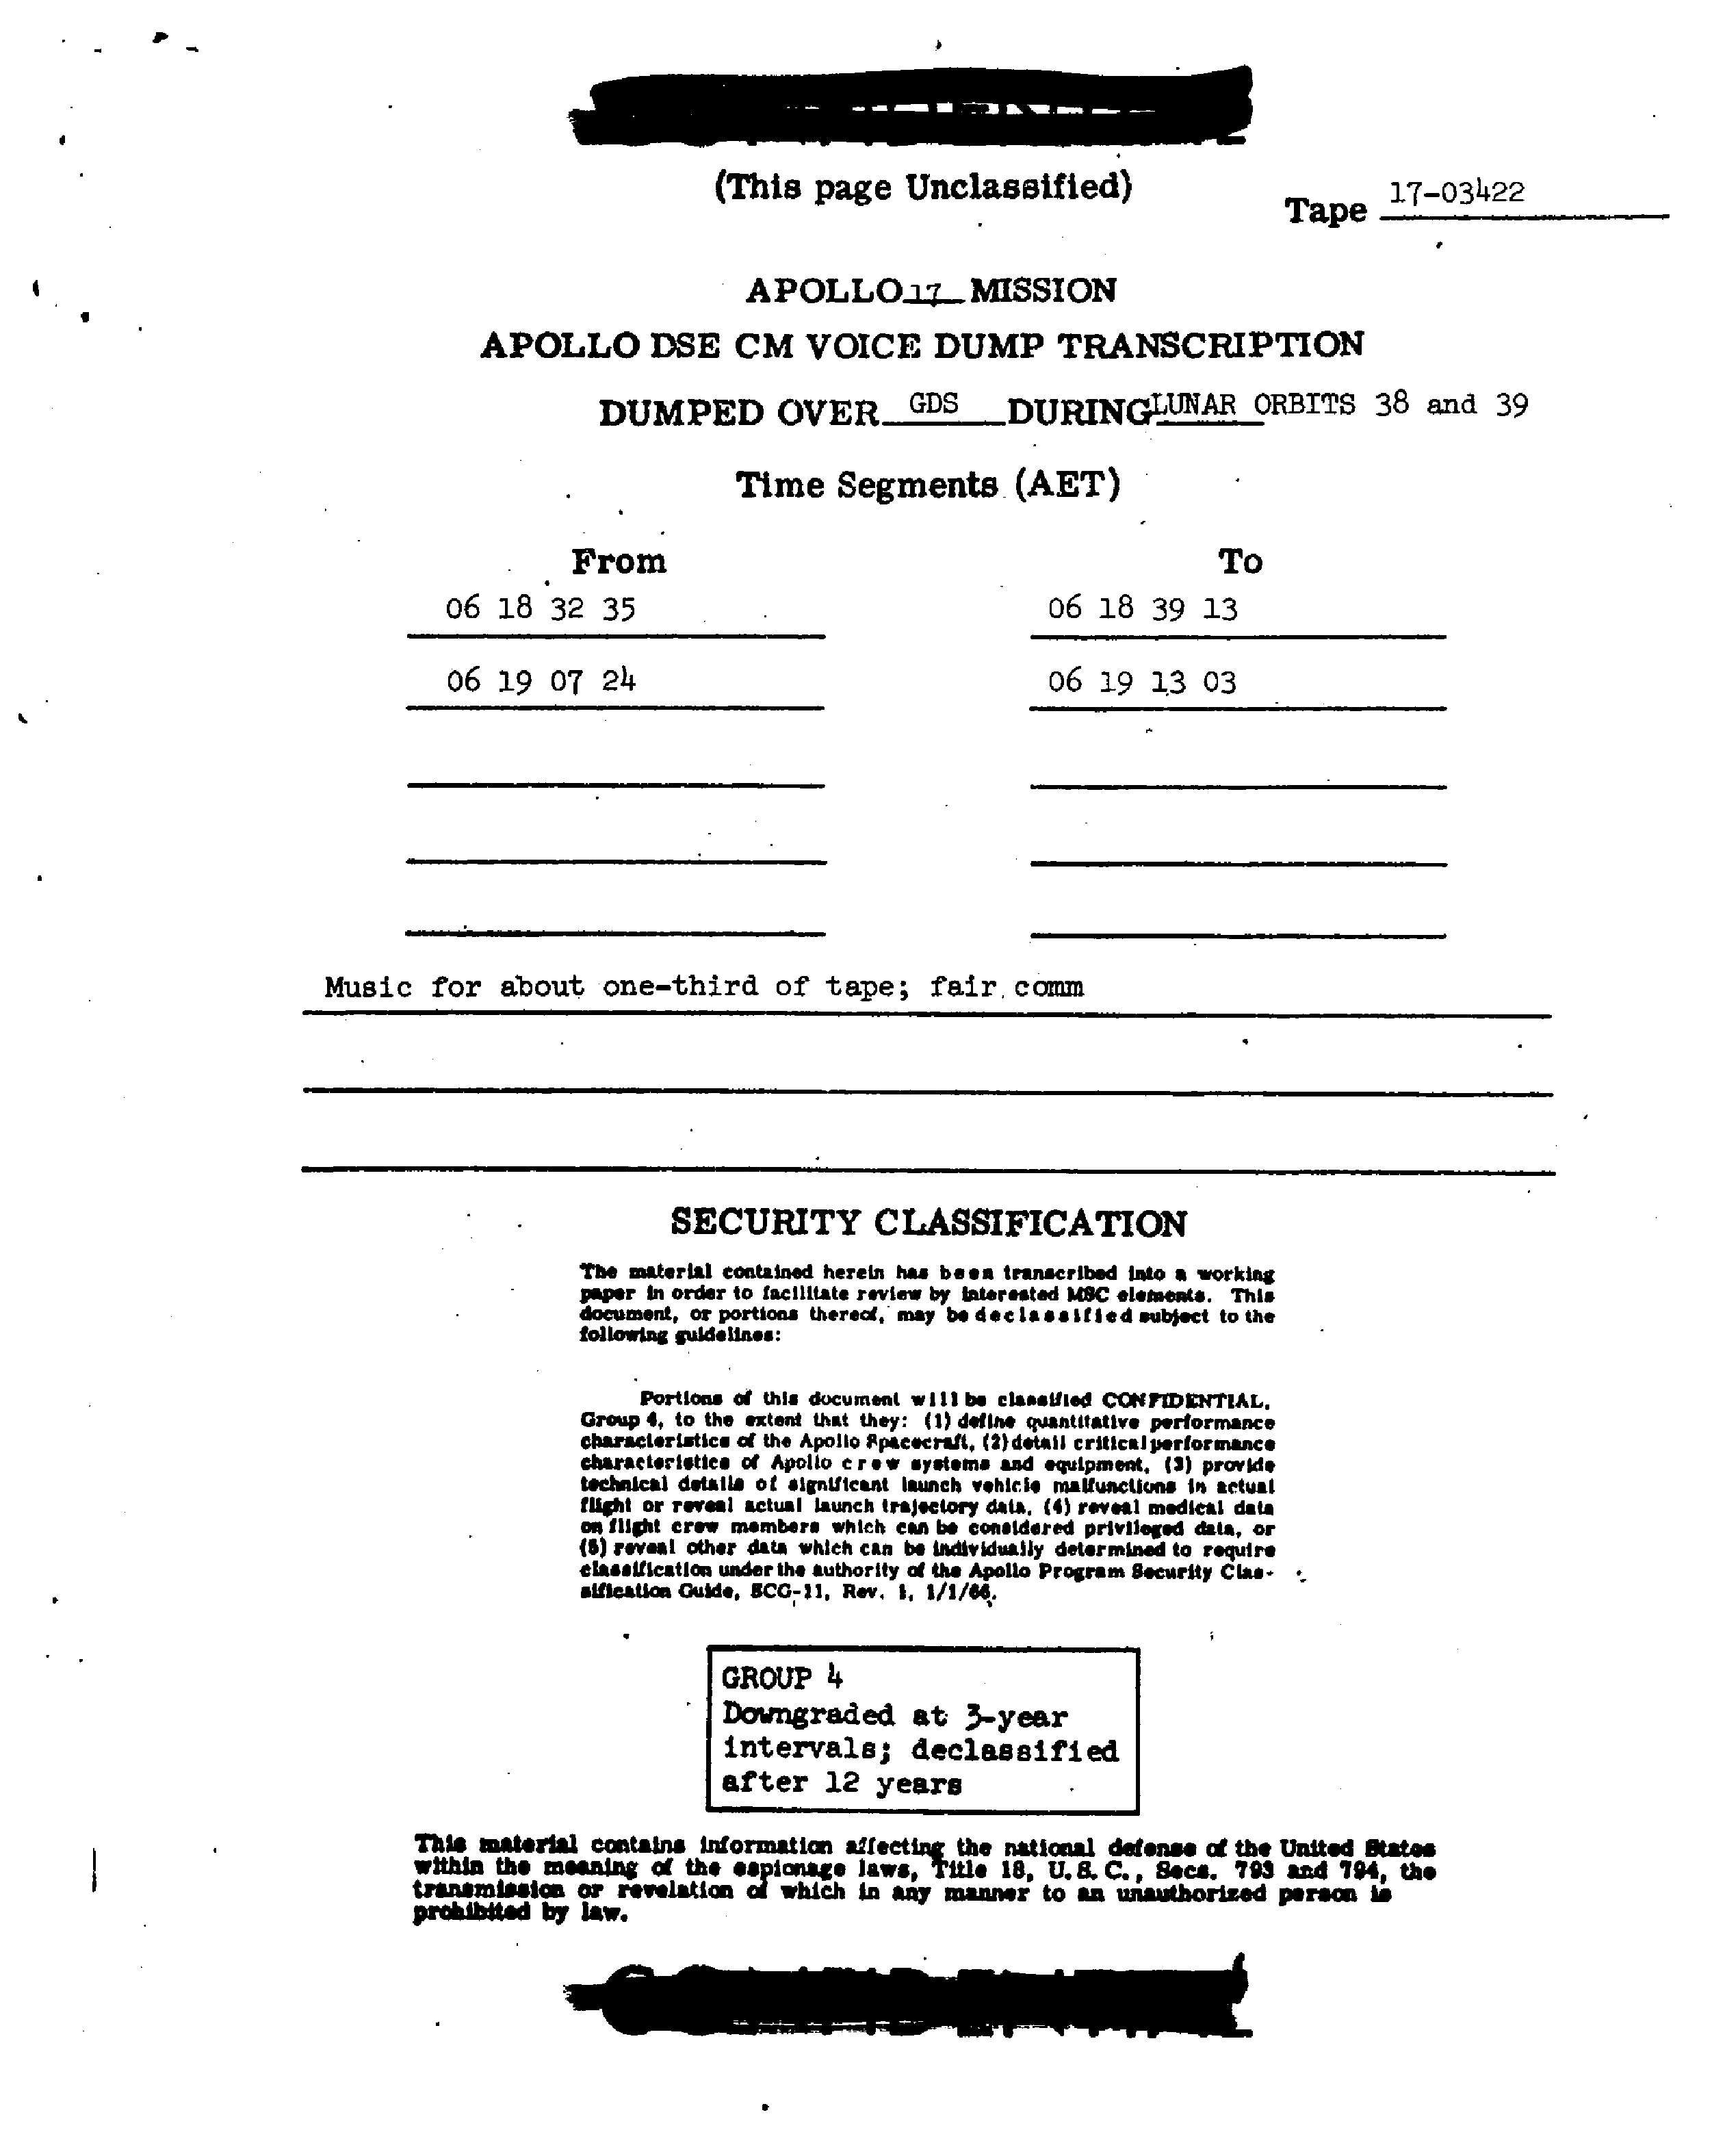 (This page Unclassified)
Tape 17-03422
APOLLO 17 MISSION
APOLLO DSE CM VOICE DUMP TRANSCRIPTION
DUMPED OVER GDS DURING LUNAR ORBITS 38 and 39
Time Segments (AET)
From To
06 18 32 35 06 18 39 13
06 19 07 24 06 19 13 03
Music for about one-third of tape; fair comm
SECURITY CLASSIFICATION
The material contained herein has been transcribed into a working
paper in order to facilitate review by interested MSC elements. This
document, or portions thereof, may be declassified subject to the
following guidelines:
Portions of this document will be classified CONFIDENTIAL,
Group 4, to the extent that they: (1) define quantitative performance
characteristics of the Apollo Spacecraft, (2) detail critical performance
characteristics of Apollo crew systems and equipment, (3) provide
technical details of significant launch vehicle malfunctions in actual
flight or reveal actual launch trajectory data, (4) reveal medical data
on flight crew members which can be considered privileged data, or
(5) reveal other data which can be individually determined to require
classification under the authority of the Apollo Program Security Clas-
sification Guide, SCG-11, Rev. 1, 1/1/66.
GROUP 4
Downgraded at 3-year
intervals; declassified
after 12 years
This material contains information affecting the national defense of the United States
within the meaning of the espionage laws, Title 18, U.S.C., Secs. 793 and 794, the
transmission or revelation of which in any manner to an unauthorized person is
prohibited by law.